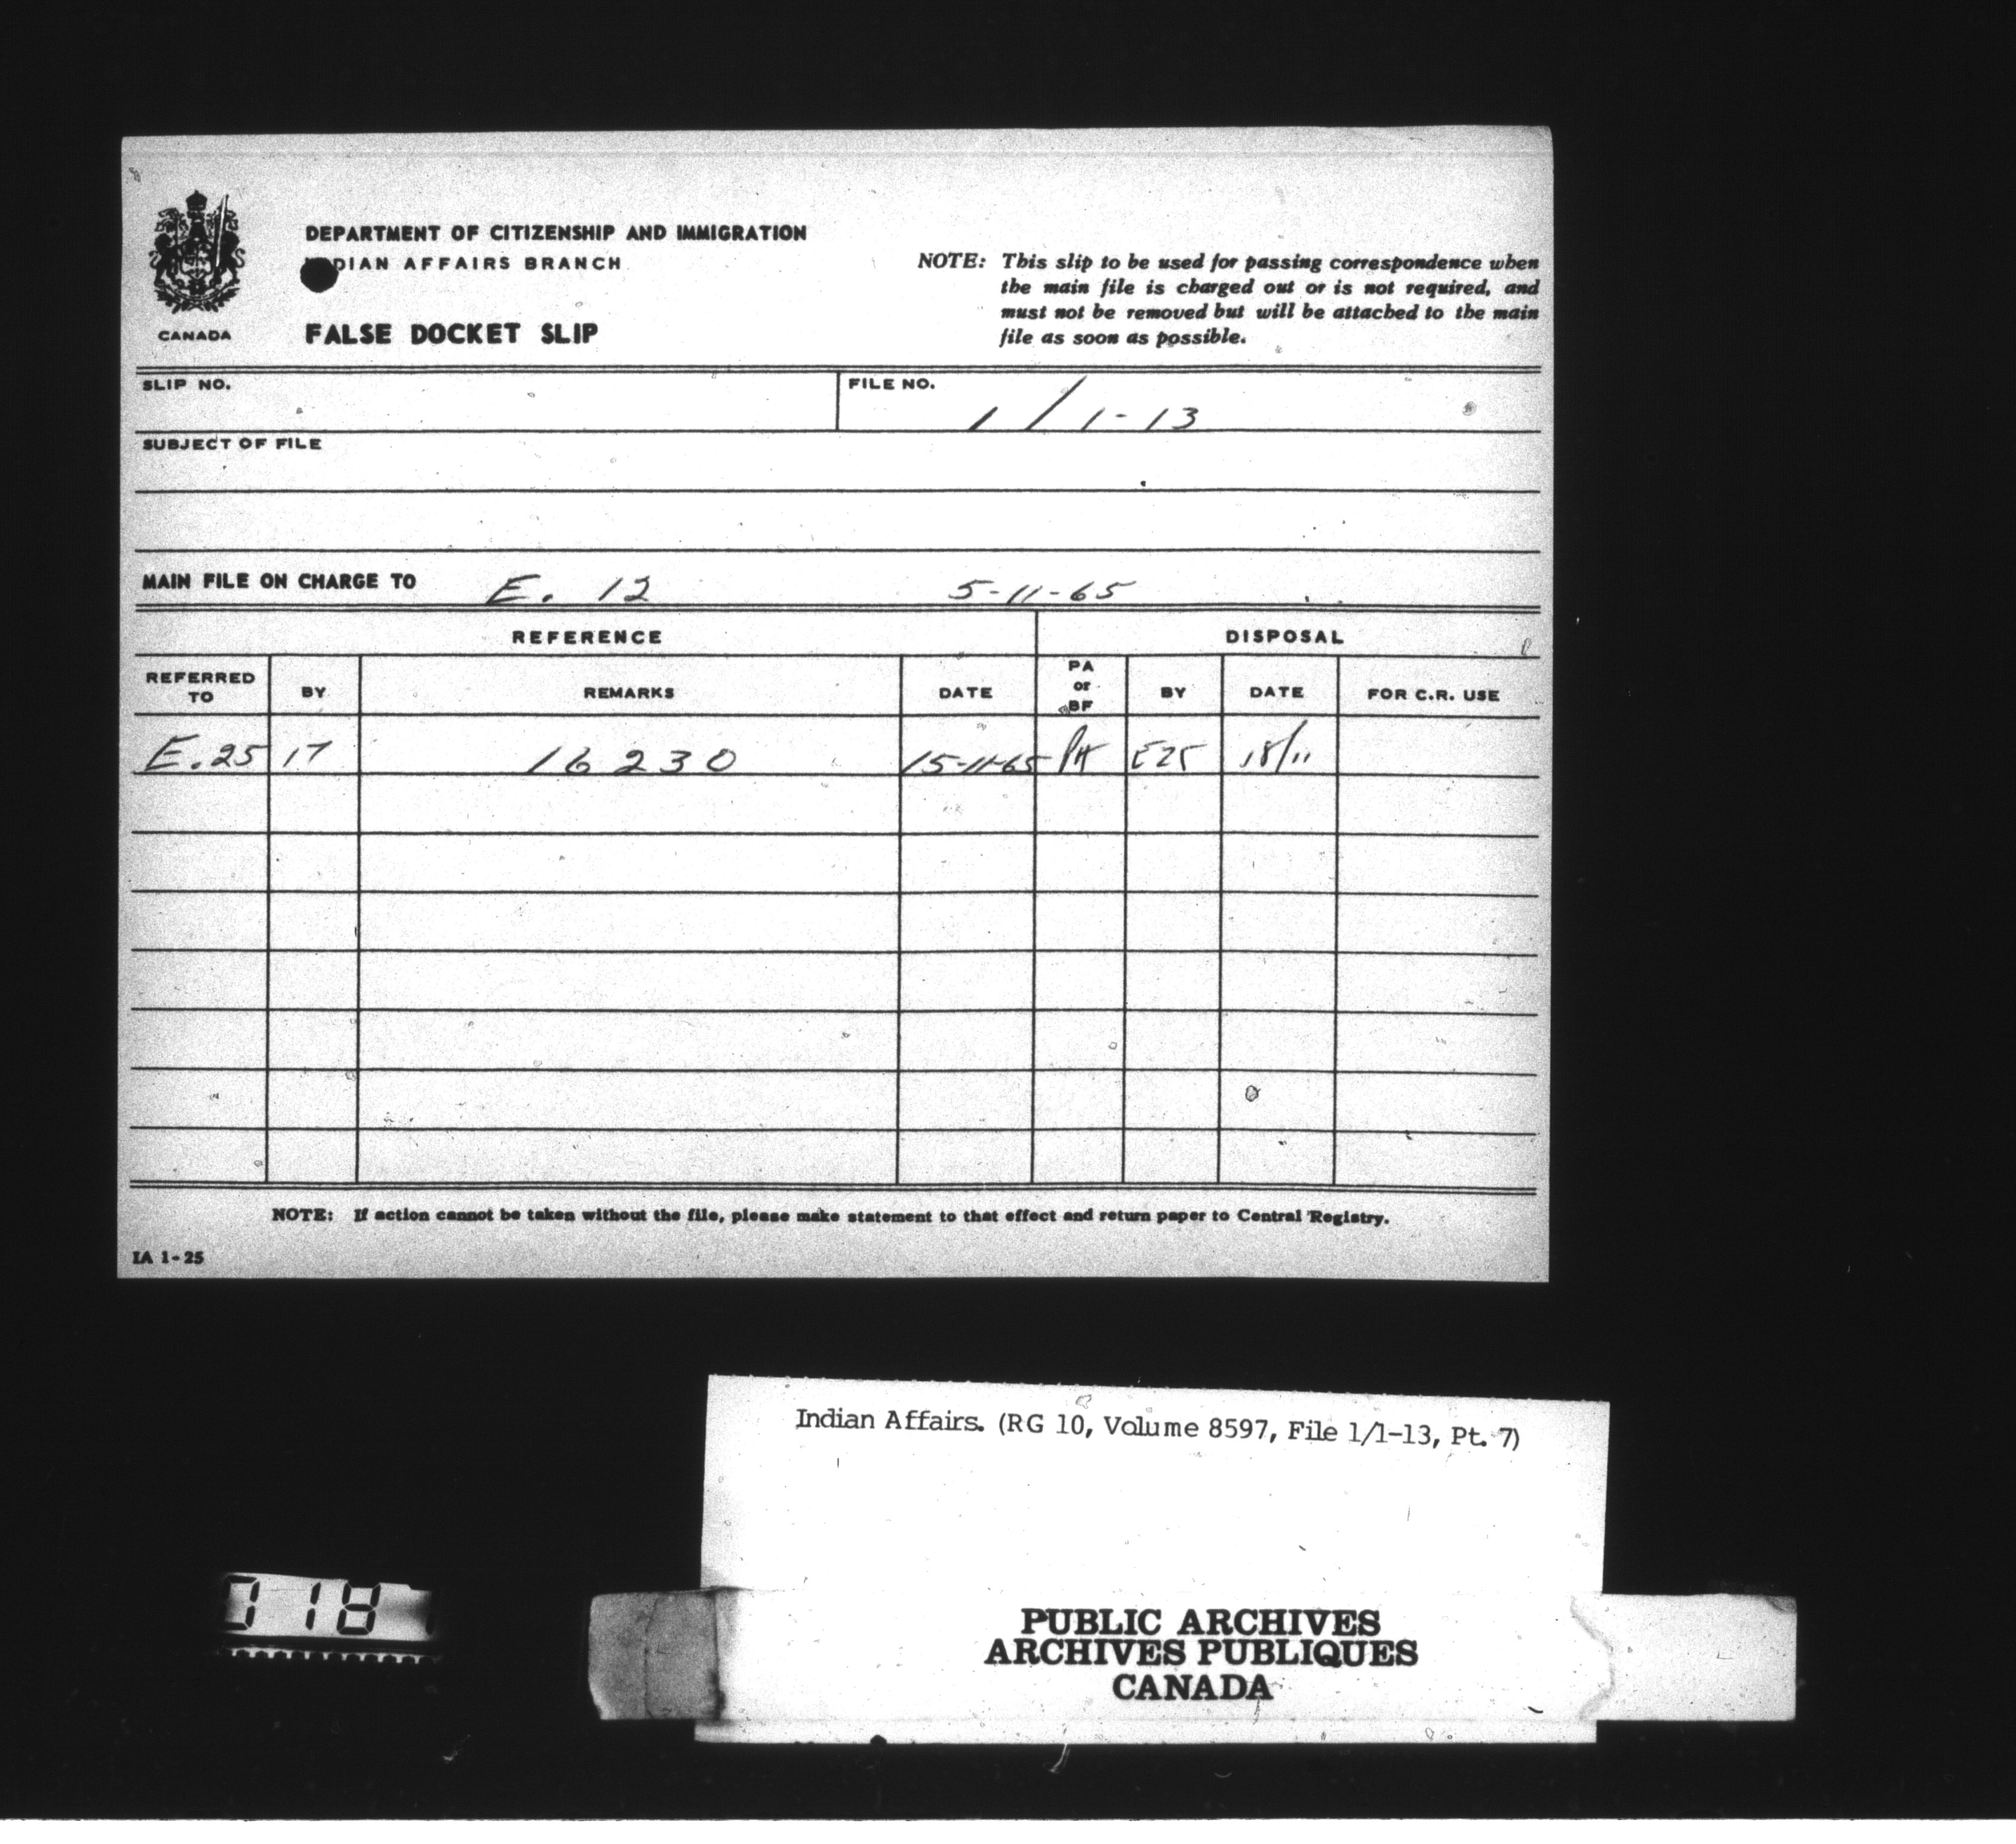 DEPARTMENT OF CITIZENSHIP AND IMMIGRATION
INDIAN AFFAIRS BRANCH
CANADA
FALSE DOCKET SLIP
NOTE: This slip to be used for passing correspondence when
the main file is charged out or is not required, and
must not be removed but will be attached to the main
file as soon as possible.
SLIP NO.
FILE NO. 1/1-13
SUBJECT OF FILE
MAIN FILE ON CHARGE TO E. 12 5-11-65
REFERENCE DISPOSAL
REFERRED TO BY REMARKS DATE PA or BF BY DATE FOR C.R. USE
E.25 17 16230 15-11-65 PA E25 18/11
NOTE: If action cannot be taken without the file, please make statement to that effect and return paper to Central Registry.
IA 1-25
Indian Affairs. (RG 10, Volume 8597, File 1/1-13, Pt. 7)
PUBLIC ARCHIVES
ARCHIVES PUBLIQUES
CANADA